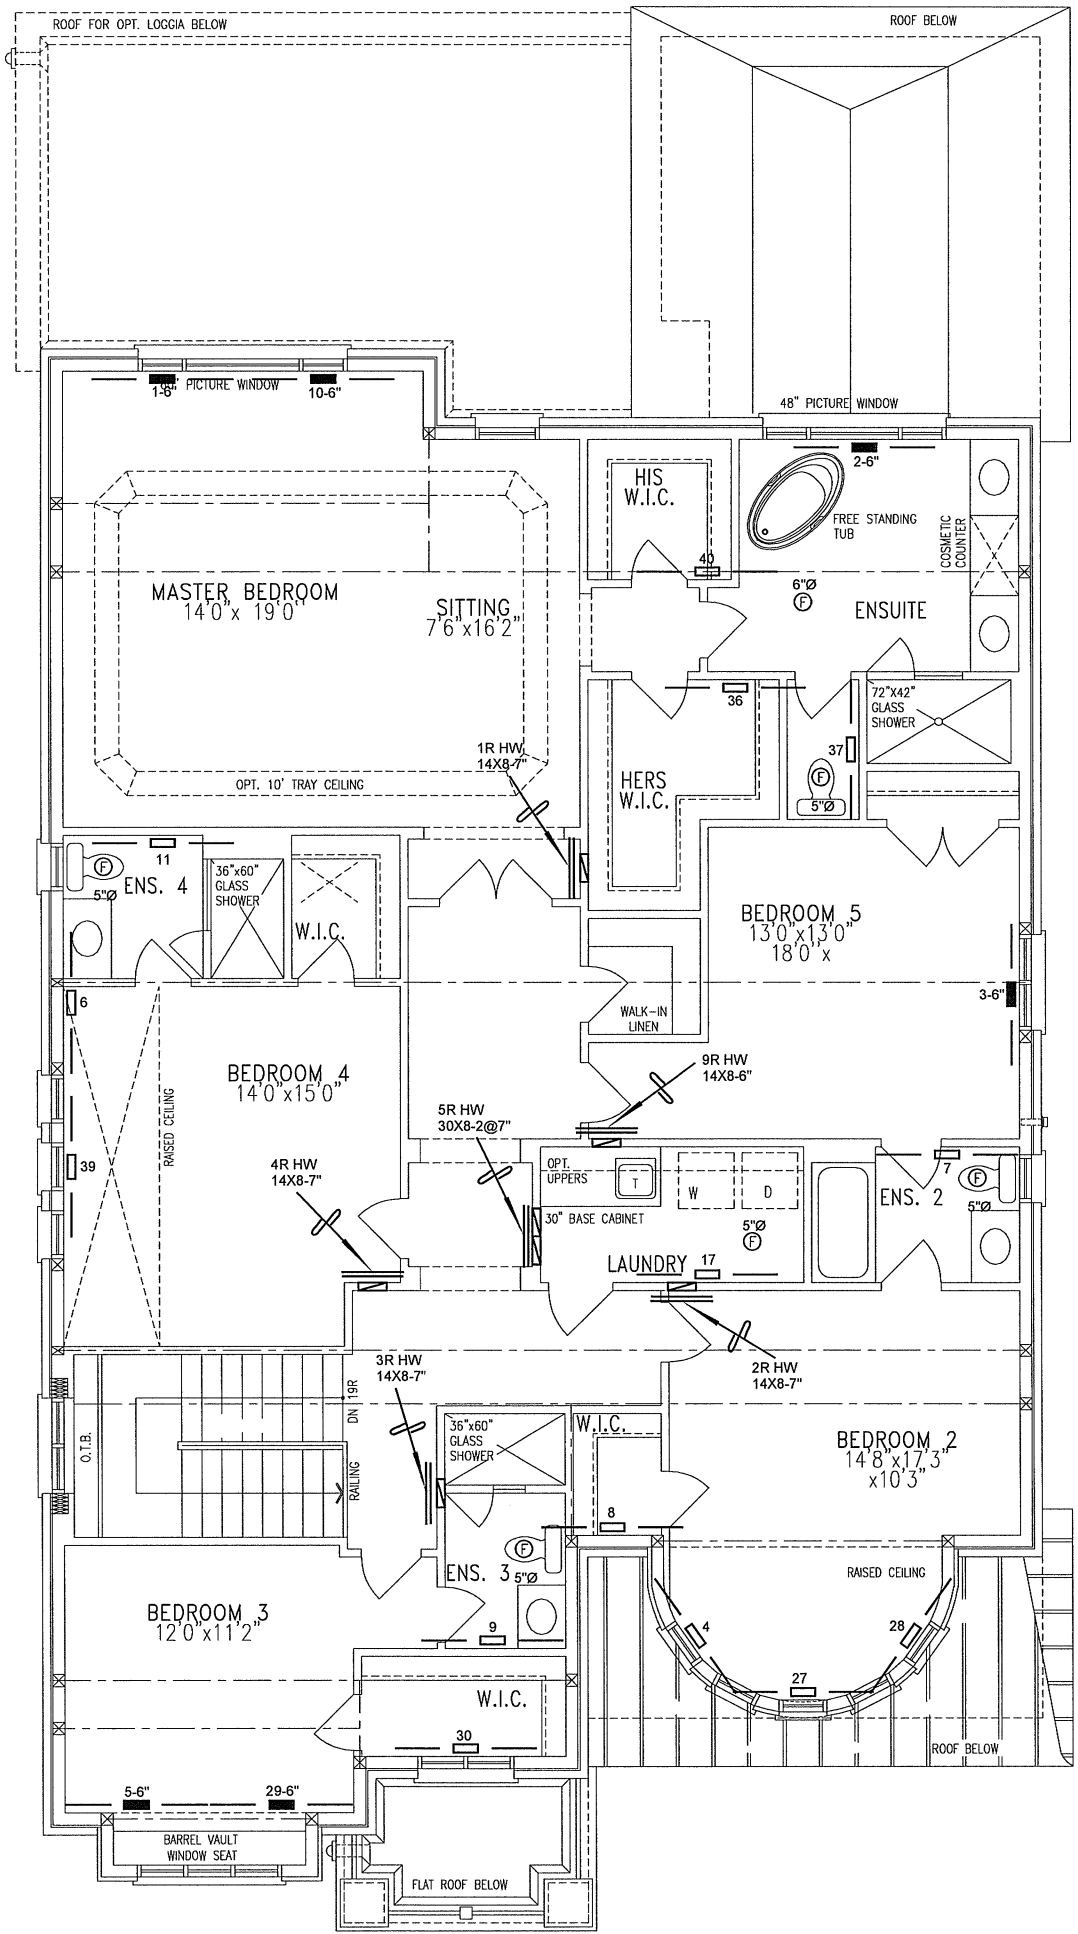 ROOF FOR OPT. LOGGIA BELOW
ROOF BELOW
1-6"
PICTURE WINDOW
10-6"
48" PICTURE WINDOW
2-6"
HIS
W.I.C.
FREE STANDING
TUB
COSMETIC
COUNTER
40
6"Ø
F
ENSUITE
MASTER BEDROOM
14'0"x 19'0"
SITTING
7'6"x16'2"
36
72"X42"
GLASS
SHOWER
37
F
5"Ø
1R HW
14X8-7"
OPT. 10' TRAY CEILING
HERS
W.I.C.
11
F
5"Ø
ENS. 4
36"x60"
GLASS
SHOWER
W.I.C.
BEDROOM 5
13'0"x13'0"
18'0"x
3-6"
6
WALK-IN
LINEN
BEDROOM 4
14'0"x15'0"
RAISED CEILING
9R HW
14X8-6"
5R HW
30X8-2@7"
39
4R HW
14X8-7"
OPT.
UPPERS
T
W
D
7
F
ENS. 2
5"Ø
30" BASE CABINET
5"Ø
F
LAUNDRY
17
3R HW
14X8-7"
2R HW
14X8-7"
DN 19R
O.T.B.
RAILING
36"x60"
GLASS
SHOWER
W.I.C.
BEDROOM 2
14'8"x17'3"
x10'3"
8
F
ENS. 3
5"Ø
RAISED CEILING
BEDROOM 3
12'0"x11'2"
9
4
28
27
W.I.C.
30
ROOF BELOW
5-6"
29-6"
BARREL VAULT
WINDOW SEAT
FLAT ROOF BELOW